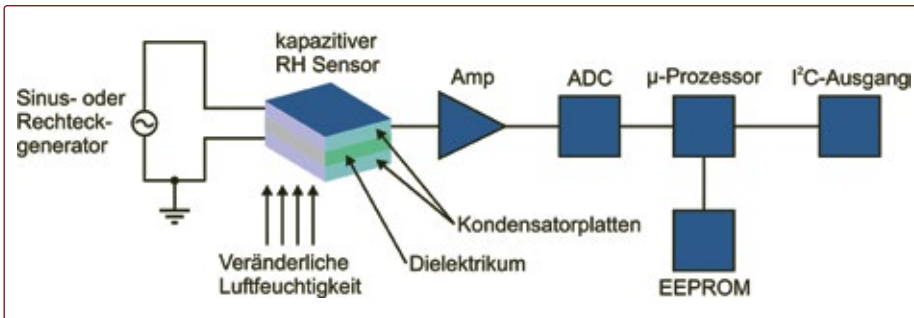 kapazitiver
RH Sensor
Sinus- oder
Rechteck-
generator
Amp
ADC
µ-Prozessor
I²C-Ausgang
Kondensatorplatten
Dielektrikum
Veränderliche
Luftfeuchtigkeit
EEPROM